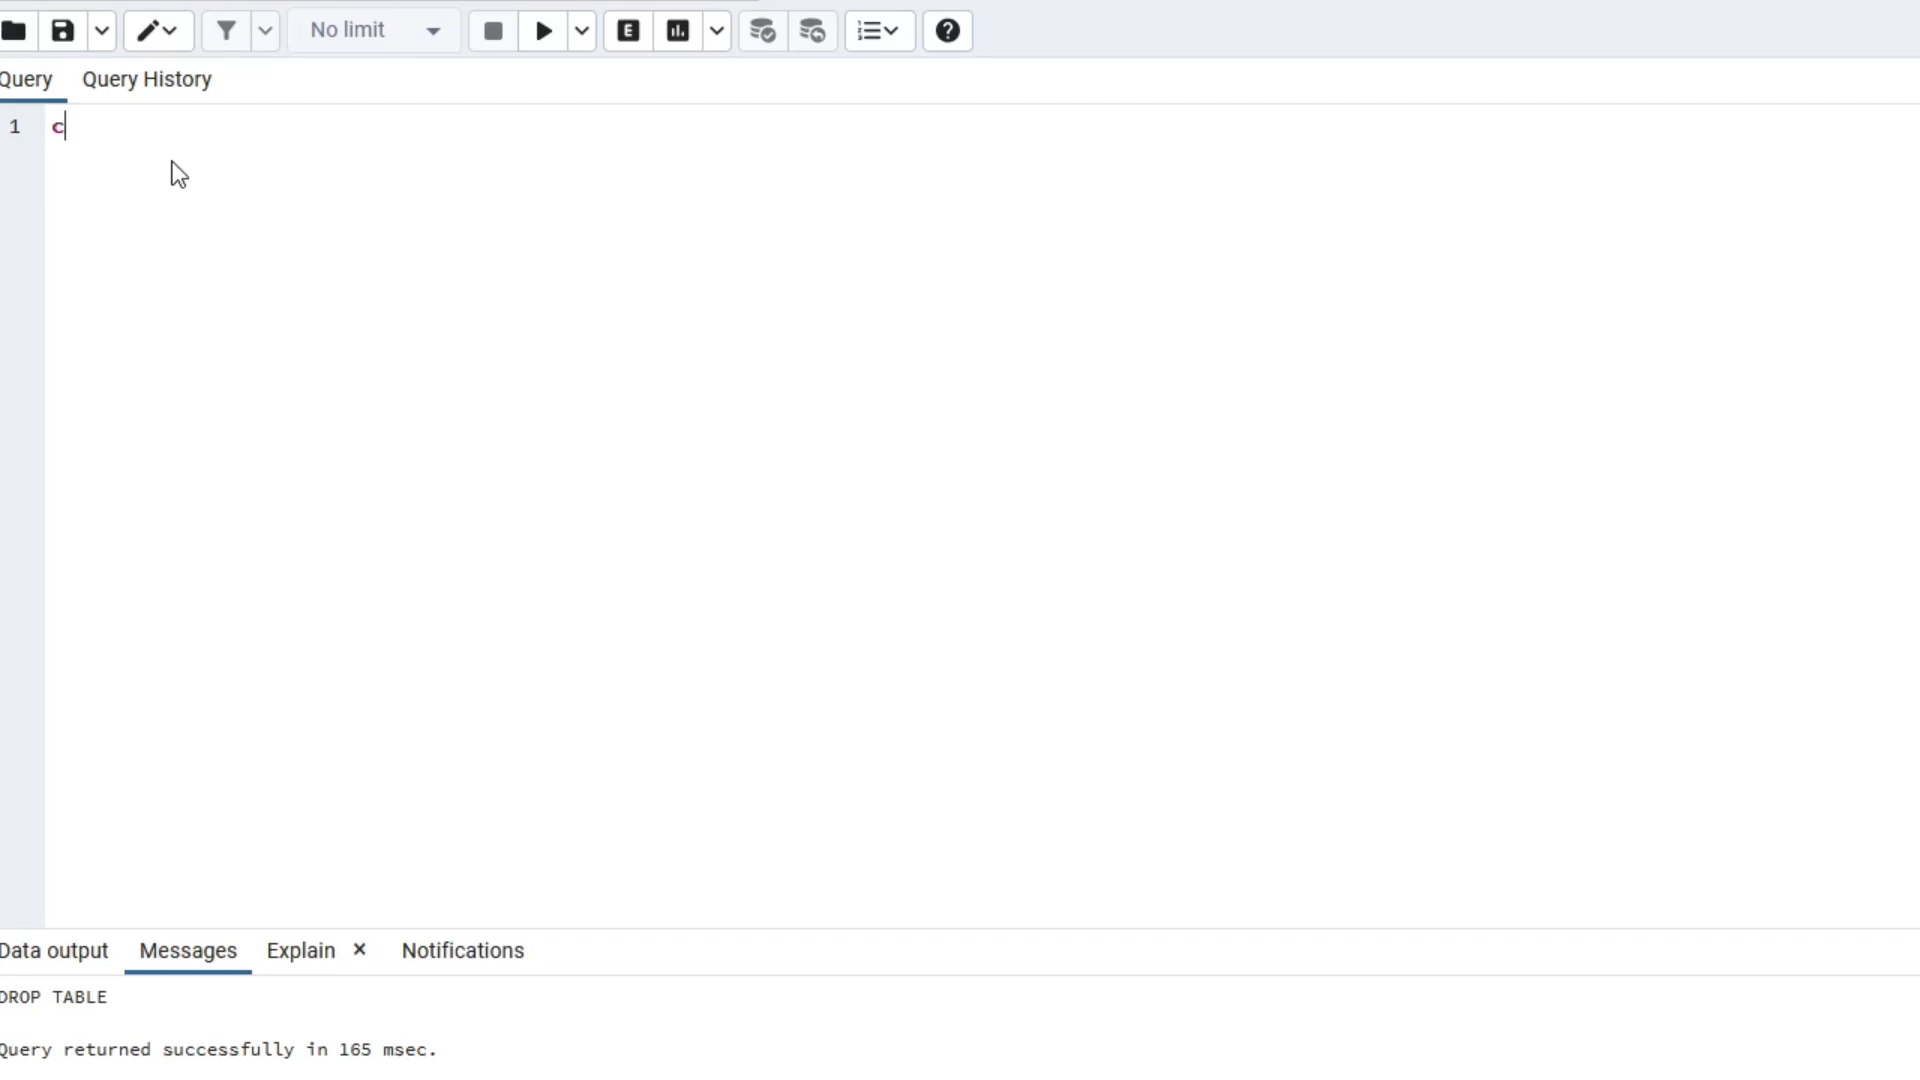 No limit
E
Query Query History
1 c
Data output Messages Explain × Notifications
DROP TABLE
Query returned successfully in 165 msec.